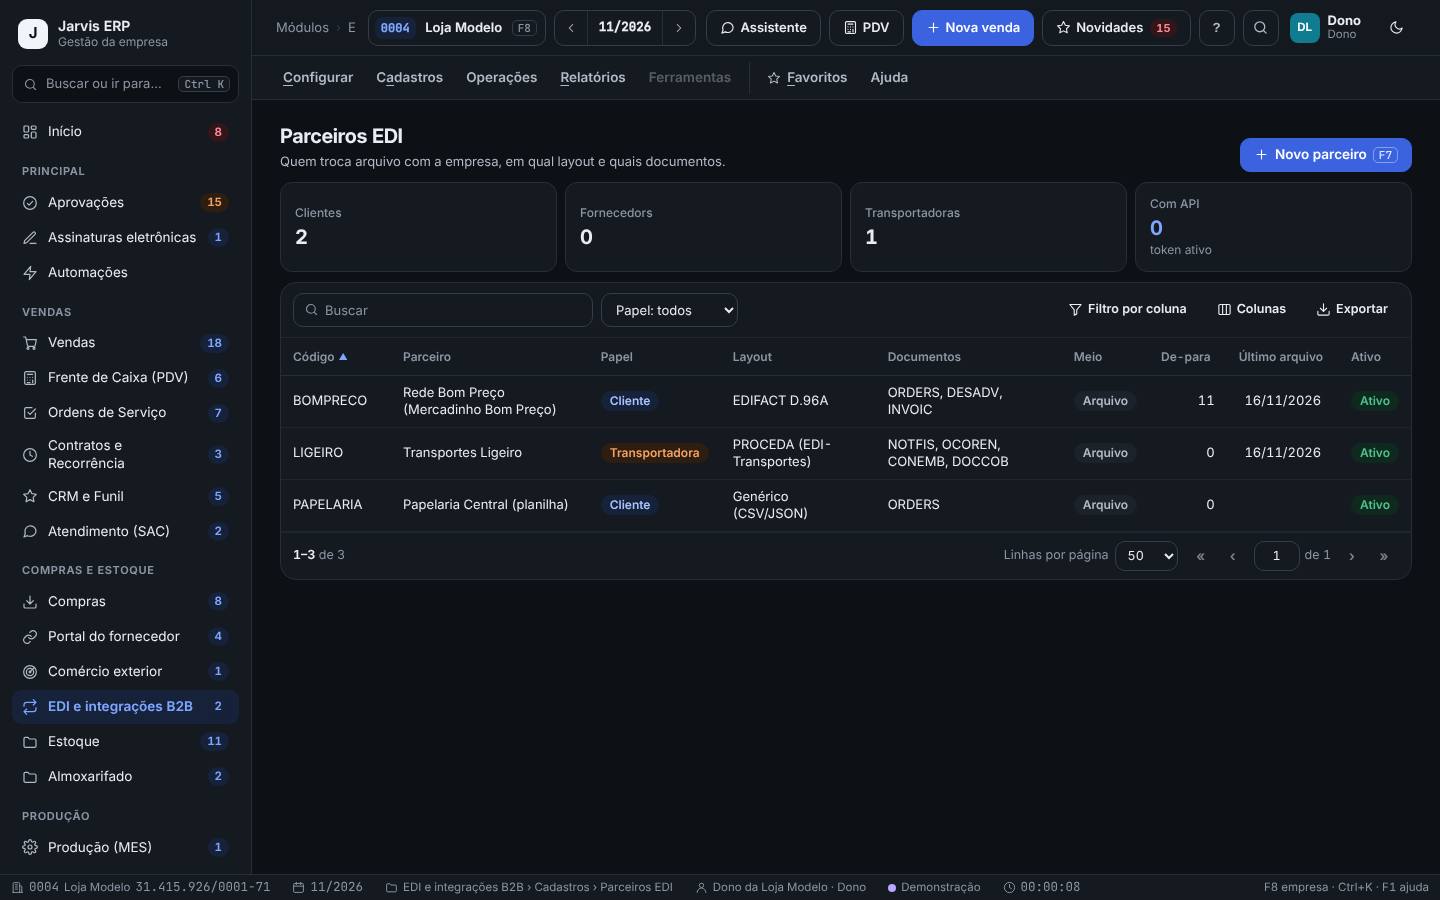 J
Jarvis ERP
Gestão da empresa
Buscar ou ir para... Ctrl K
Início 8
PRINCIPAL
Aprovações 15
Assinaturas eletrônicas 1
Automações
VENDAS
Vendas 18
Frente de Caixa (PDV) 6
Ordens de Serviço 7
Contratos e
Recorrência 3
CRM e Funil 5
Atendimento (SAC) 2
COMPRAS E ESTOQUE
Compras 8
Portal do fornecedor 4
Comércio exterior 1
EDI e integrações B2B 2
Estoque 11
Almoxarifado 2
PRODUÇÃO
Produção (MES) 1
Módulos › E 0004 Loja Modelo F8 ‹ 11/2026 › Assistente PDV + Nova venda Novidades 15 ? DL Dono
Dono
Configurar Cadastros Operações Relatórios Ferramentas Favoritos Ajuda
Parceiros EDI
Quem troca arquivo com a empresa, em qual layout e quais documentos.
+ Novo parceiro F7
Clientes
2
Fornecedors
0
Transportadoras
1
Com API
0
token ativo
Buscar Papel: todos Filtro por coluna Colunas Exportar
Código ▲ Parceiro Papel Layout Documentos Meio De-para Último arquivo Ativo
BOMPRECO Rede Bom Preço
(Mercadinho Bom Preço) Cliente EDIFACT D.96A ORDERS, DESADV,
INVOIC Arquivo 11 16/11/2026 Ativo
LIGEIRO Transportes Ligeiro Transportadora PROCEDA (EDI-
Transportes) NOTFIS, OCOREN,
CONEMB, DOCCOB Arquivo 0 16/11/2026 Ativo
PAPELARIA Papelaria Central (planilha) Cliente Genérico
(CSV/JSON) ORDERS Arquivo 0 Ativo
1–3 de 3 Linhas por página 50 « ‹ 1 de 1 › »
0004 Loja Modelo 31.415.926/0001-71 11/2026 EDI e integrações B2B › Cadastros › Parceiros EDI Dono da Loja Modelo · Dono Demonstração 00:00:08 F8 empresa · Ctrl+K · F1 ajuda